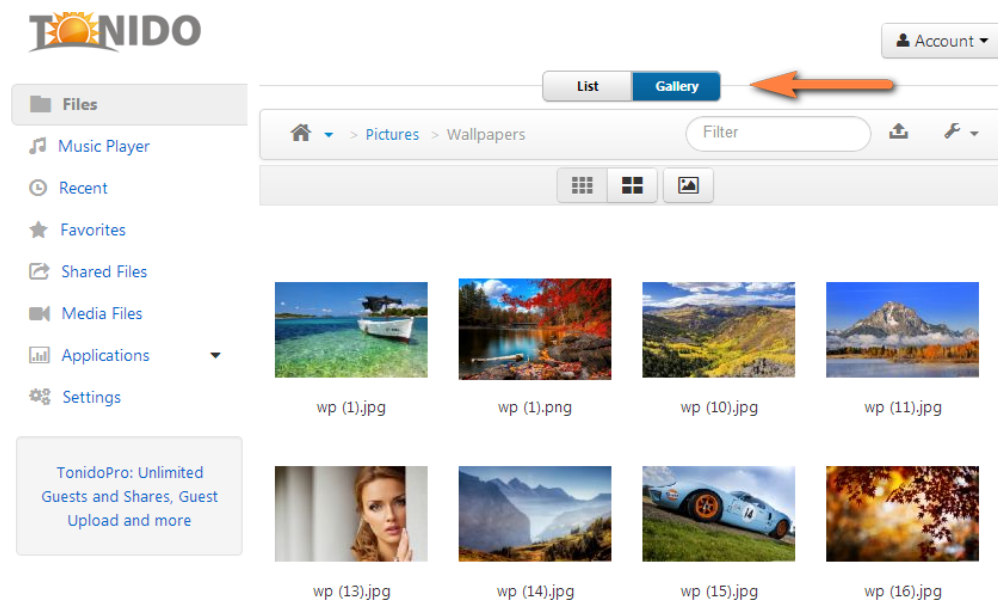 TONIDO
Account
List Gallery
Files
> Pictures > Wallpapers
Filter
Music Player
Recent
Favorites
Shared Files
Media Files
Applications
Settings
wp (1).jpg
wp (1).png
wp (10).jpg
wp (11).jpg
TonidoPro: Unlimited
Guests and Shares, Guest
Upload and more
14
wp (13).jpg
wp (14).jpg
wp (15).jpg
wp (16).jpg